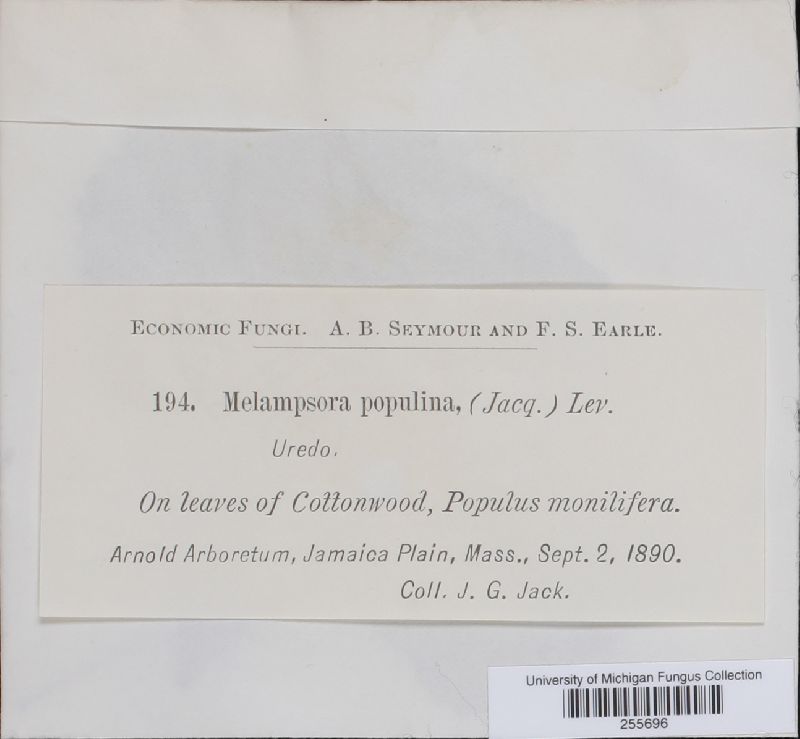 Economic Fungi. A. B. Seymour and F. S. Earle.
194. Melampsora populina, (Jacq.) Lev.
Uredo.
On leaves of Cottonwood, Populus monilifera.
Arnold Arboretum, Jamaica Plain, Mass., Sept. 2, 1890.
Coll. J. G. Jack.
University of Michigan Fungus Collection
255696